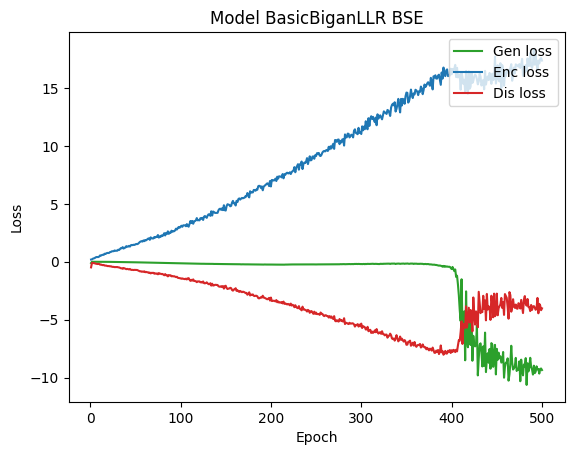 Model BasicBiganLLR BSE
Gen loss
Enc loss
Dis loss
Loss
15
10
5
0
−5
−10
0 100 200 300 400 500
Epoch